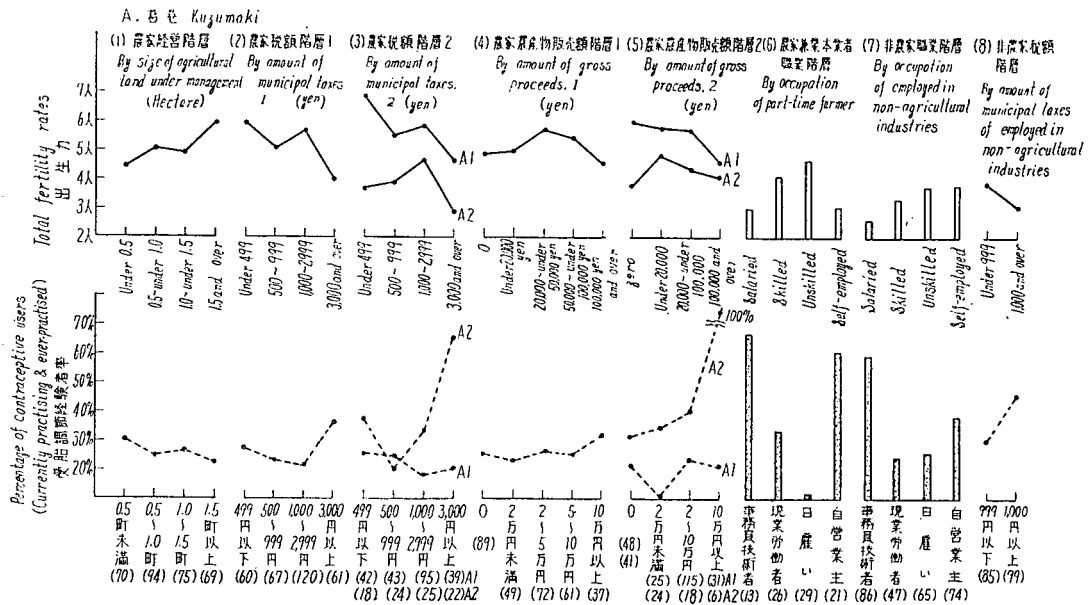 A. 葛巻 Kuzumaki
(1) 農家経営階層
By size of agricultural
land under management
(Hectare)
(2) 農家税額階層1
By amount of
municipal taxes
1 (yen)
(3) 農家税額階層2
By amount of
municipal taxes.
2 (yen)
(4) 農家農産物販売額階層1
By amount of gross
proceeds. 1
(yen)
(5) 農家農産物販売額階層2
By amount of gross
proceeds. 2
(yen)
(6) 農家兼業本業者
職業階層
By occupation
of part-time farmer
(7) 非農家職業階層
By occupation
of employed in
non-agricultural
industries
(8) 非農家税額
階層
By amount of
municipal taxes
of employed in
non-agricultural
industries
Total fertility rates
出生力
7人
6人
5人
4人
3人
2人
A1
A2
A1
A2
Under 0.5
0.5-under 1.0
1.0-under 1.5
1.5 and over
Under 499
500~999
1,000~2,999
3,000 and over
Under 499
500~999
1,000~2,999
3,000 and over
0
Under 20,000 yen
20,000-under 50,000 yen
50,000-under 100,000 yen
100,000 yen and over
zero
Under 20,000
20,000-under 100,000
100,000 and over
Salaried
Skilled
Unskilled
Self-employed
Salaried
Skilled
Unskilled
Self-employed
Under 999
1,000 and over
Percentage of contraceptive users
(Currently practising & ever-practised)
受胎調節経験者率
70%
60%
50%
40%
30%
20%
A2
A1
100%
A2
A1
0.5町未満
(70)
0.5~1.0町
(94)
1.0~1.5町
(75)
1.5町以上
(69)
499円以下
(60)
500~999円
(67)
1,000~2,999円
(120)
3,000円以上
(61)
499円以下
(42)
(18)
500~999円
(43)
(24)
1,000~2,999円
(95)
(25)
3,000円以上
(39)A1
(22)A2
0
(89)
2万円未満
(49)
2~5万円
(72)
5~10万円
(61)
10万円以上
(37)
0
(48)
(41)
2万円未満
(25)
(24)
2~10万円
(115)
(18)
10万円以上
(31)A1
(6)A2
事務員技術者
(13)
現業労働者
(26)
日雇い
(29)
自営業主
(21)
事務員技術者
(86)
現業労働者
(47)
日雇い
(65)
自営業主
(74)
999円以下
(85)
1,000円以上
(79)